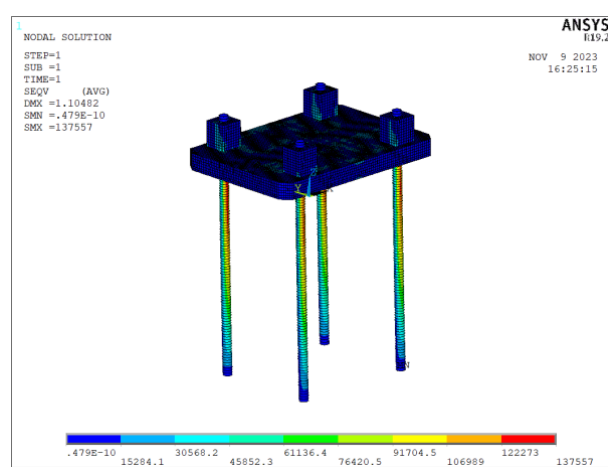 1
NODAL SOLUTION
STEP=1
SUB =1
TIME=1
SEQV (AVG)
DMX =1.10482
SMN =.479E-10
SMX =137557
ANSYS
R19.2
NOV 9 2023
16:25:15
Z
Y
X
N
.479E-10 30568.2 61136.4 91704.5 122273
15284.1 45852.3 76420.5 106989 137557